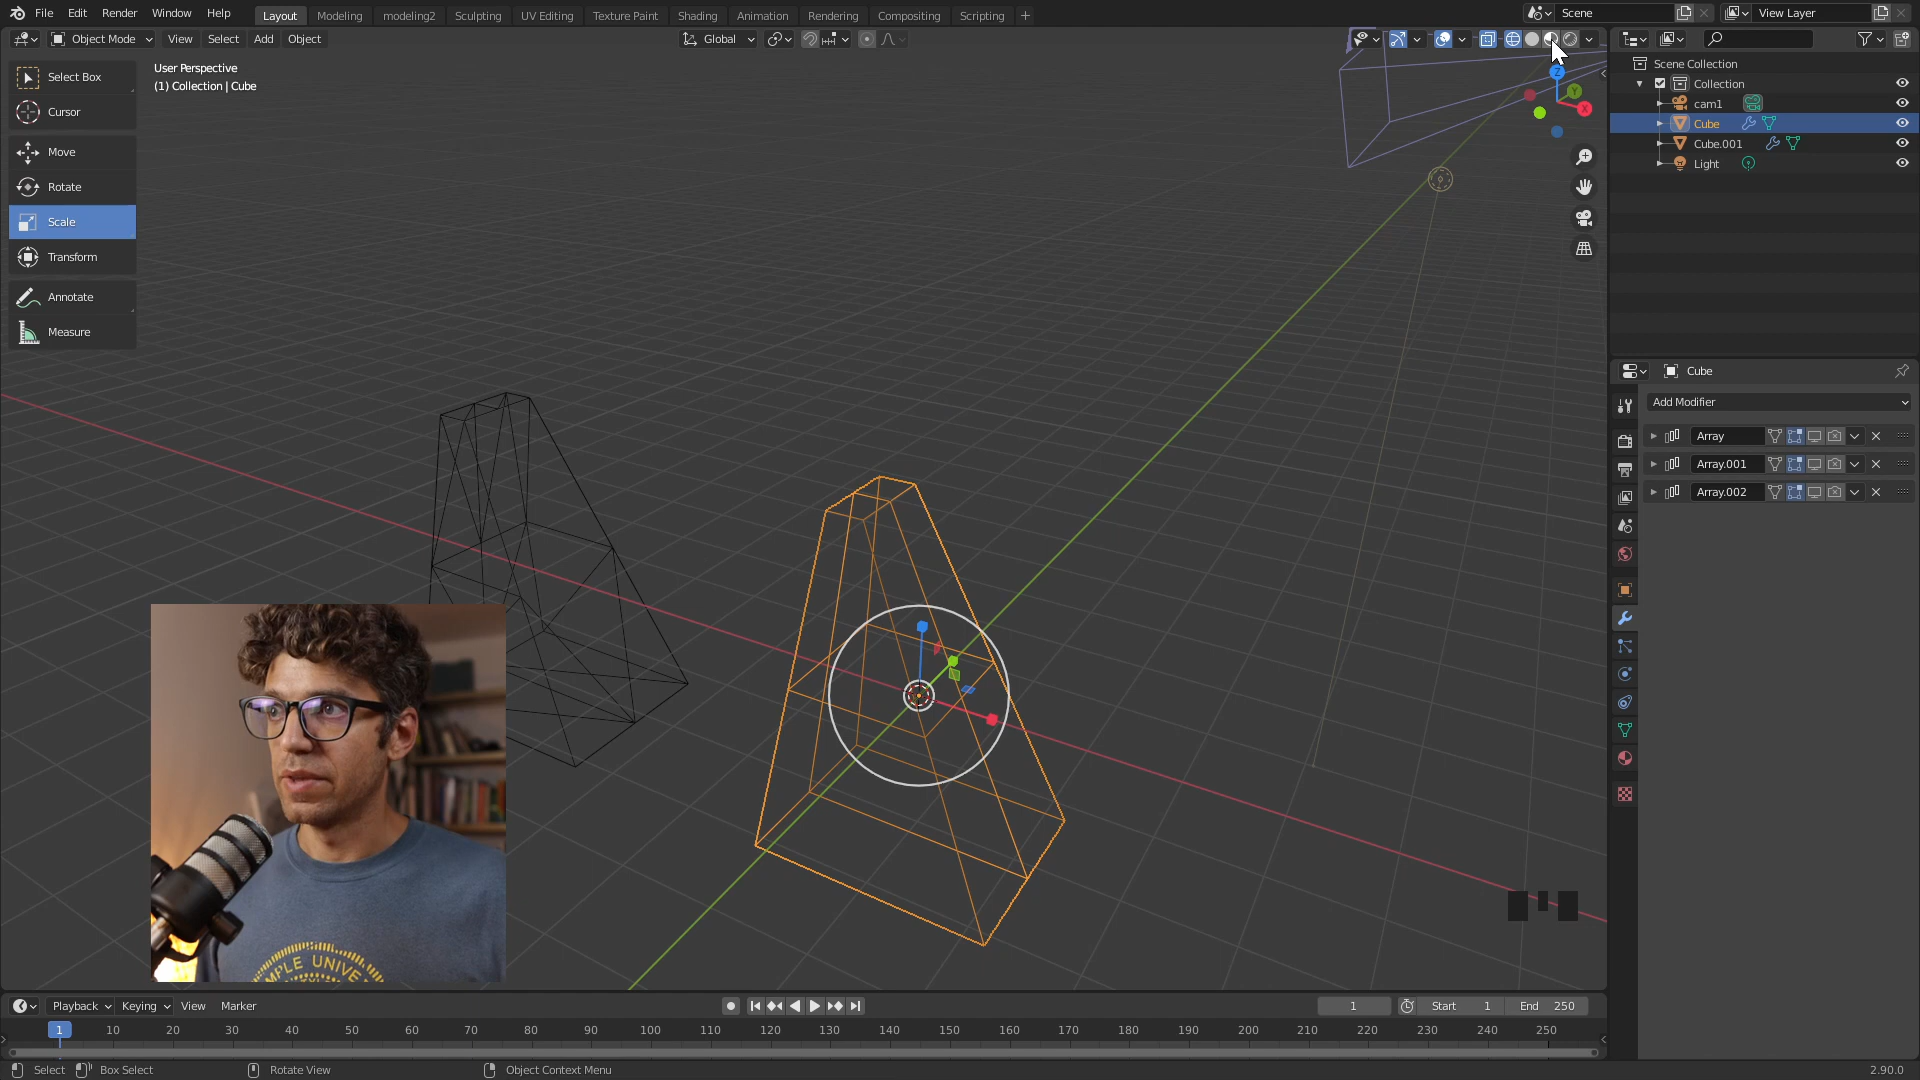 File Edit Render Window Help Layout Modeling modeling2 Sculpting UV Editing Texture Paint Shading Animation Rendering Compositing Scripting Scene View Layer
Object Mode View Select Add Object Global
User Perspective
(1) Collection | Cube
Select Box
Cursor
Move
Rotate
Scale
Transform
Annotate
Measure
Z
Y
X
Scene Collection
Collection
cam1
Cube
Cube.001
Light
Cube
Add Modifier
Array
Array.001
Array.002
MPLE UNIVE
Playback Keying View Marker 1 Start 1 End 250
1 10 20 30 40 50 60 70 80 90 100 110 120 130 140 150 160 170 180 190 200 210 220 230 240 250
Select Box Select Rotate View Object Context Menu 2.90.0